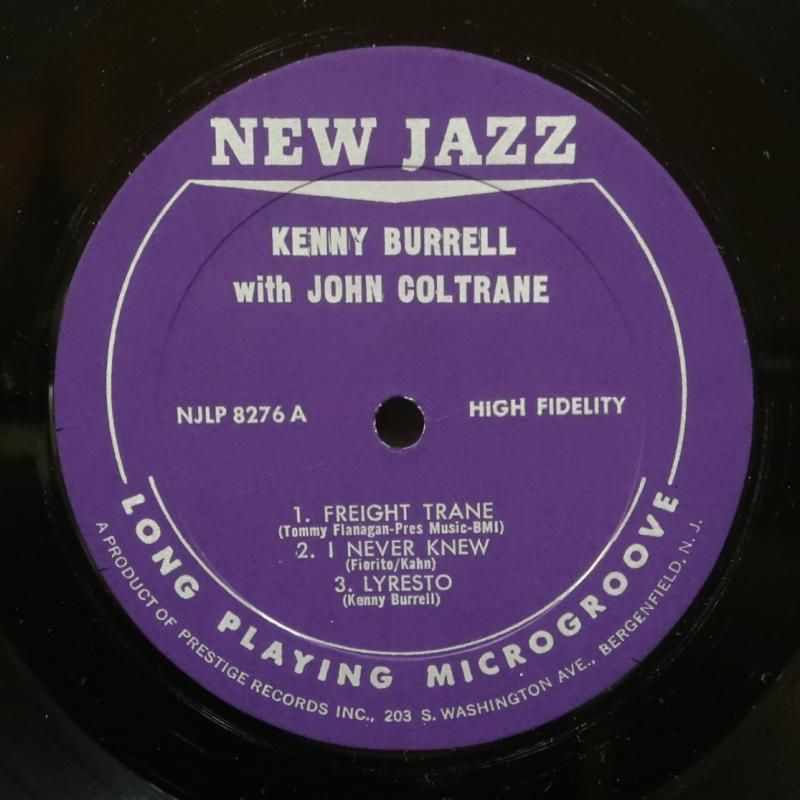 NEW JAZZ
KENNY BURRELL
with JOHN COLTRANE
NJLP 8276 A
HIGH FIDELITY
1. FREIGHT TRANE
(Tommy Flanagan-Pres Music-BMI)
2. I NEVER KNEW
(Fiorito/Kahn)
3. LYRESTO
(Kenny Burrell)
LONG PLAYING MICROGROOVE
A PRODUCT OF PRESTIGE RECORDS INC., 203 S. WASHINGTON AVE., BERGENFIELD, N. J.